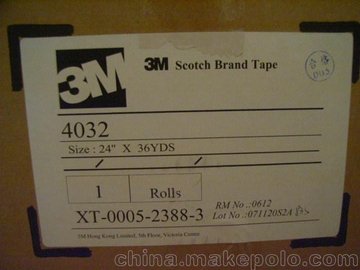 3M
3M Scotch Brand Tape
4032
Size : 24" X 36YDS
1 Rolls
XT-0005-2388-3
RM No .:0612
Lot No :071120S2A
3M Hong Kong Limited, 5th Floor, Victoria Centre
china.makepolo.com